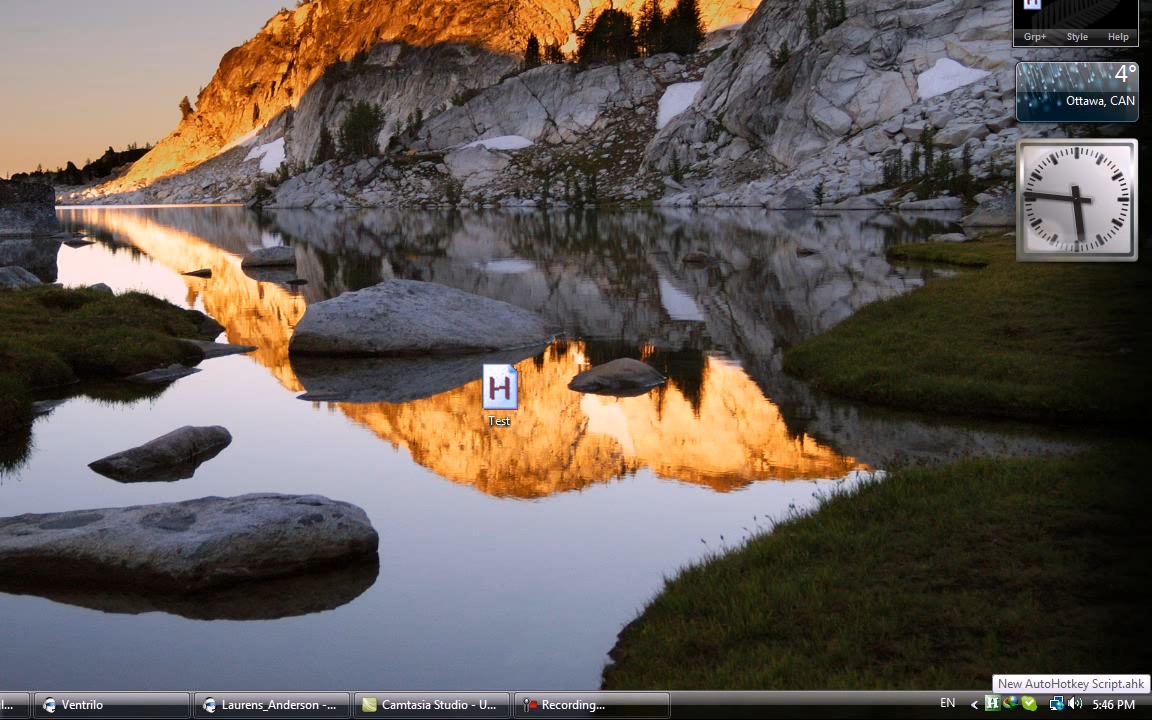 Grp+ Style Help
4°
Ottawa, CAN
H
Test
New AutoHotkey Script.ahk
l...
Ventrilo
Laurens_Anderson -...
Camtasia Studio - U...
Recording...
EN
H
5:46 PM